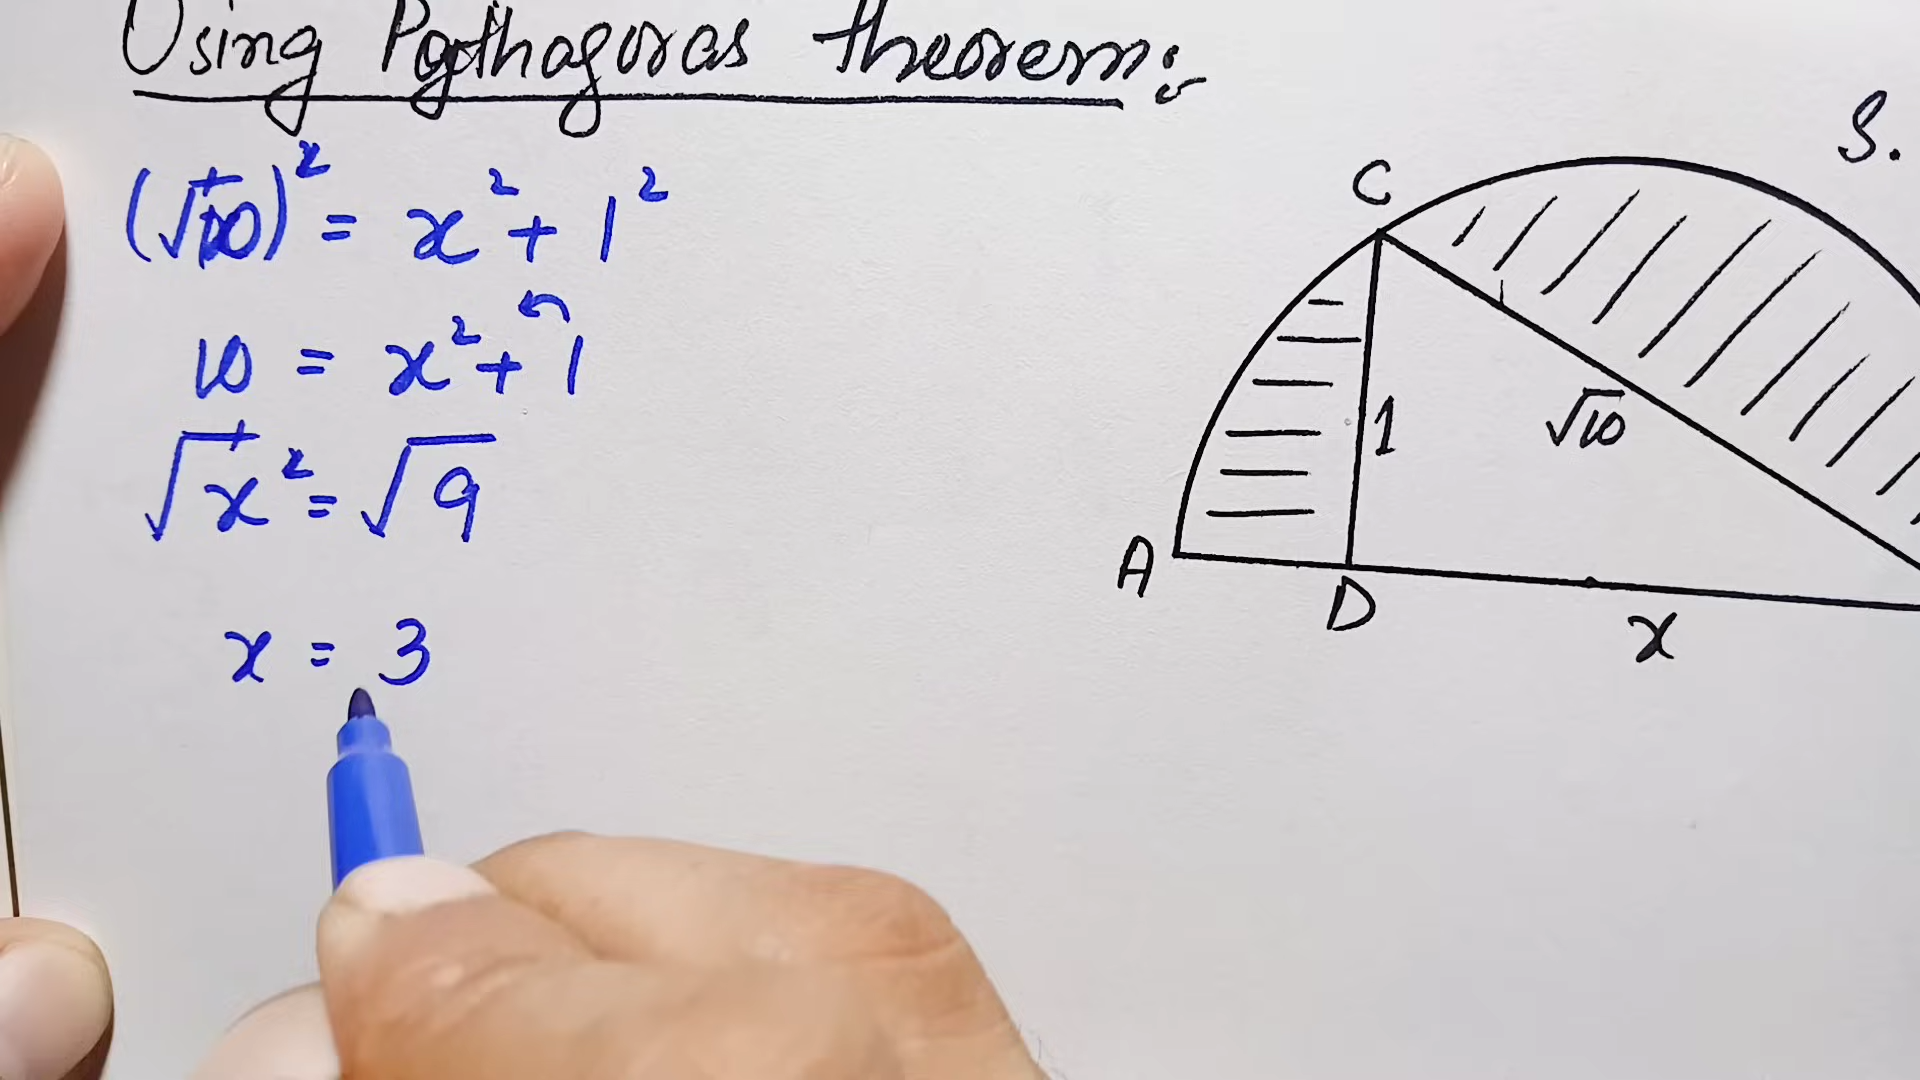 Using Pythagoras theorem:-
(√10)² = x² + 1²
10 = x² + 1
√x² = √9
x = 3
S.
C
1
√10
A
D
x